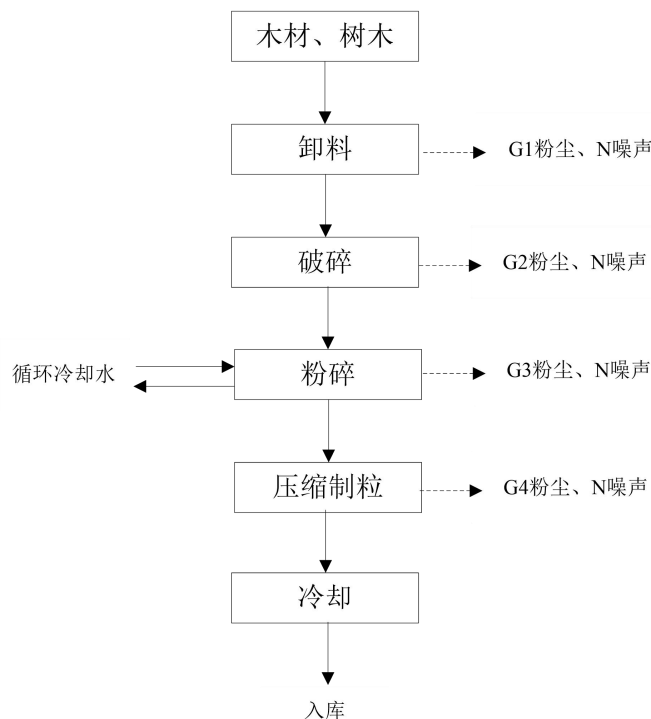 木材、树木
卸料
G1粉尘、N噪声
破碎
G2粉尘、N噪声
循环冷却水
粉碎
G3粉尘、N噪声
压缩制粒
G4粉尘、N噪声
冷却
入库